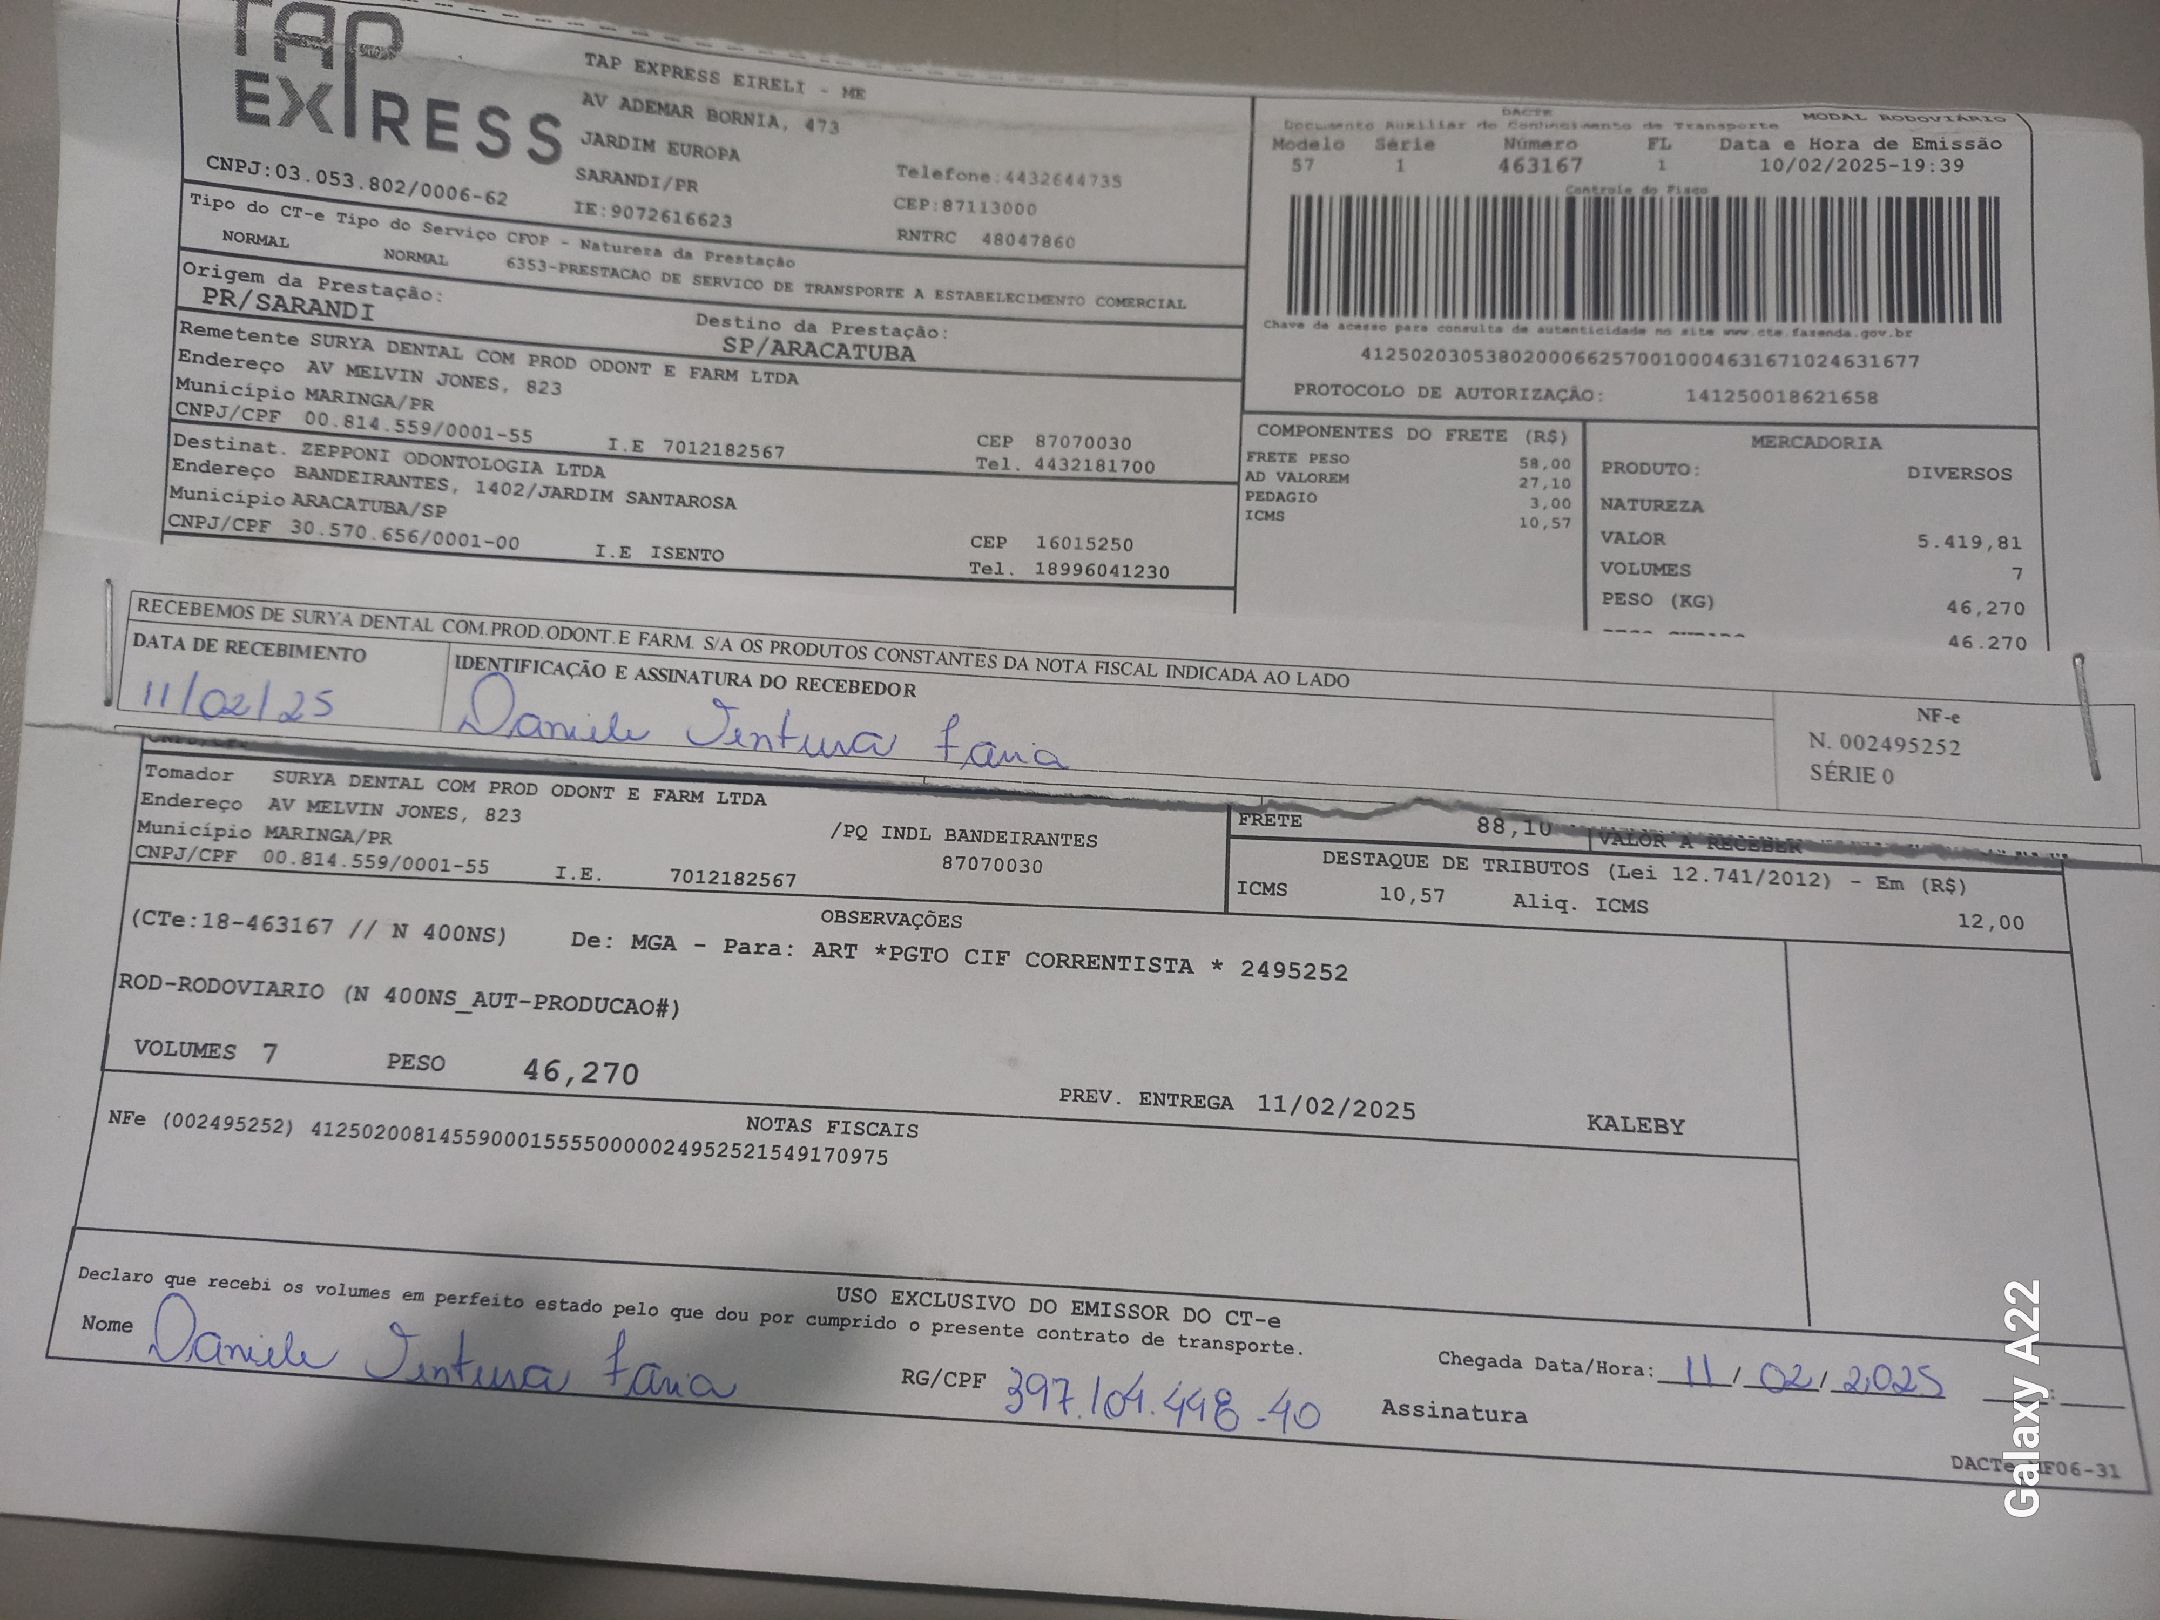 TAP EXPRESS
TAP EXPRESS EIRELI - ME
AV ADEMAR BORNIA, 473
JARDIM EUROPA
SARANDI/PR
IE:9072616623
Telefone:4432644735
CEP:87113000
RNTRC 48047860
CNPJ:03.053.802/0006-62
DACTE
Documento Auxiliar do Conhecimento de Transporte
MODAL RODOVIÁRIO
Modelo Série Número FL Data e Hora de Emissão
57 1 463167 1 10/02/2025-19:39
Controle do Fisco
Chave de acesso para consulta de autenticidade no site www.cte.fazenda.gov.br
41250203053802000662570010004631671024631677
PROTOCOLO DE AUTORIZAÇÃO: 141250018621658
Tipo do CT-e Tipo do Serviço CFOP - Natureza da Prestação
NORMAL NORMAL 6353-PRESTACAO DE SERVICO DE TRANSPORTE A ESTABELECIMENTO COMERCIAL
Origem da Prestação: Destino da Prestação:
PR/SARANDI SP/ARACATUBA
Remetente SURYA DENTAL COM PROD ODONT E FARM LTDA
Endereço AV MELVIN JONES, 823
Município MARINGA/PR CEP 87070030
CNPJ/CPF 00.814.559/0001-55 I.E 7012182567 Tel. 4432181700
Destinat. ZEPPONI ODONTOLOGIA LTDA
Endereço BANDEIRANTES, 1402/JARDIM SANTAROSA
Município ARACATUBA/SP CEP 16015250
CNPJ/CPF 30.570.656/0001-00 I.E ISENTO Tel. 18996041230
COMPONENTES DO FRETE (R$)
FRETE PESO 58,00
AD VALOREM 27,10
PEDAGIO 3,00
ICMS 10,57
MERCADORIA
PRODUTO: DIVERSOS
NATUREZA
VALOR 5.419,81
VOLUMES 7
PESO (KG) 46,270
46.270
RECEBEMOS DE SURYA DENTAL COM.PROD.ODONT.E FARM. S/A OS PRODUTOS CONSTANTES DA NOTA FISCAL INDICADA AO LADO
DATA DE RECEBIMENTO IDENTIFICAÇÃO E ASSINATURA DO RECEBEDOR
11/02/25 Daniele Ventura Faria
NF-e
N. 002495252
SÉRIE 0
Tomador SURYA DENTAL COM PROD ODONT E FARM LTDA
Endereço AV MELVIN JONES, 823 /PQ INDL BANDEIRANTES
Município MARINGA/PR 87070030
CNPJ/CPF 00.814.559/0001-55 I.E. 7012182567
FRETE 88,10 VALOR A RECEBER
DESTAQUE DE TRIBUTOS (Lei 12.741/2012) - Em (R$)
ICMS 10,57 Aliq. ICMS 12,00
OBSERVAÇÕES
(CTe:18-463167 // N 400NS) De: MGA - Para: ART *PGTO CIF CORRENTISTA * 2495252
ROD-RODOVIARIO (N 400NS_AUT-PRODUCAO#)
VOLUMES 7 PESO 46,270 PREV. ENTREGA 11/02/2025 KALEBY
NOTAS FISCAIS
NFe (002495252) 41250200814559000155550000024952521549170975
USO EXCLUSIVO DO EMISSOR DO CT-e
Declaro que recebi os volumes em perfeito estado pelo que dou por cumprido o presente contrato de transporte.
Nome Daniele Ventura Faria RG/CPF 397.104.448-40 Chegada Data/Hora: 11/02/2025 :
Assinatura
Galaxy A22